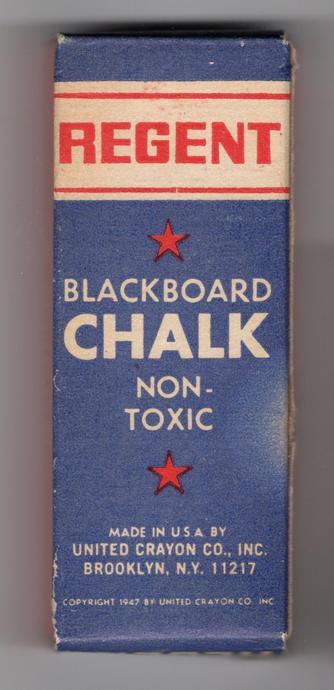 REGENT
BLACKBOARD
CHALK
NON-
TOXIC
MADE IN U.S.A. BY
UNITED CRAYON CO., INC.
BROOKLYN, N.Y. 11217
COPYRIGHT 1947 BY UNITED CRAYON CO. INC.